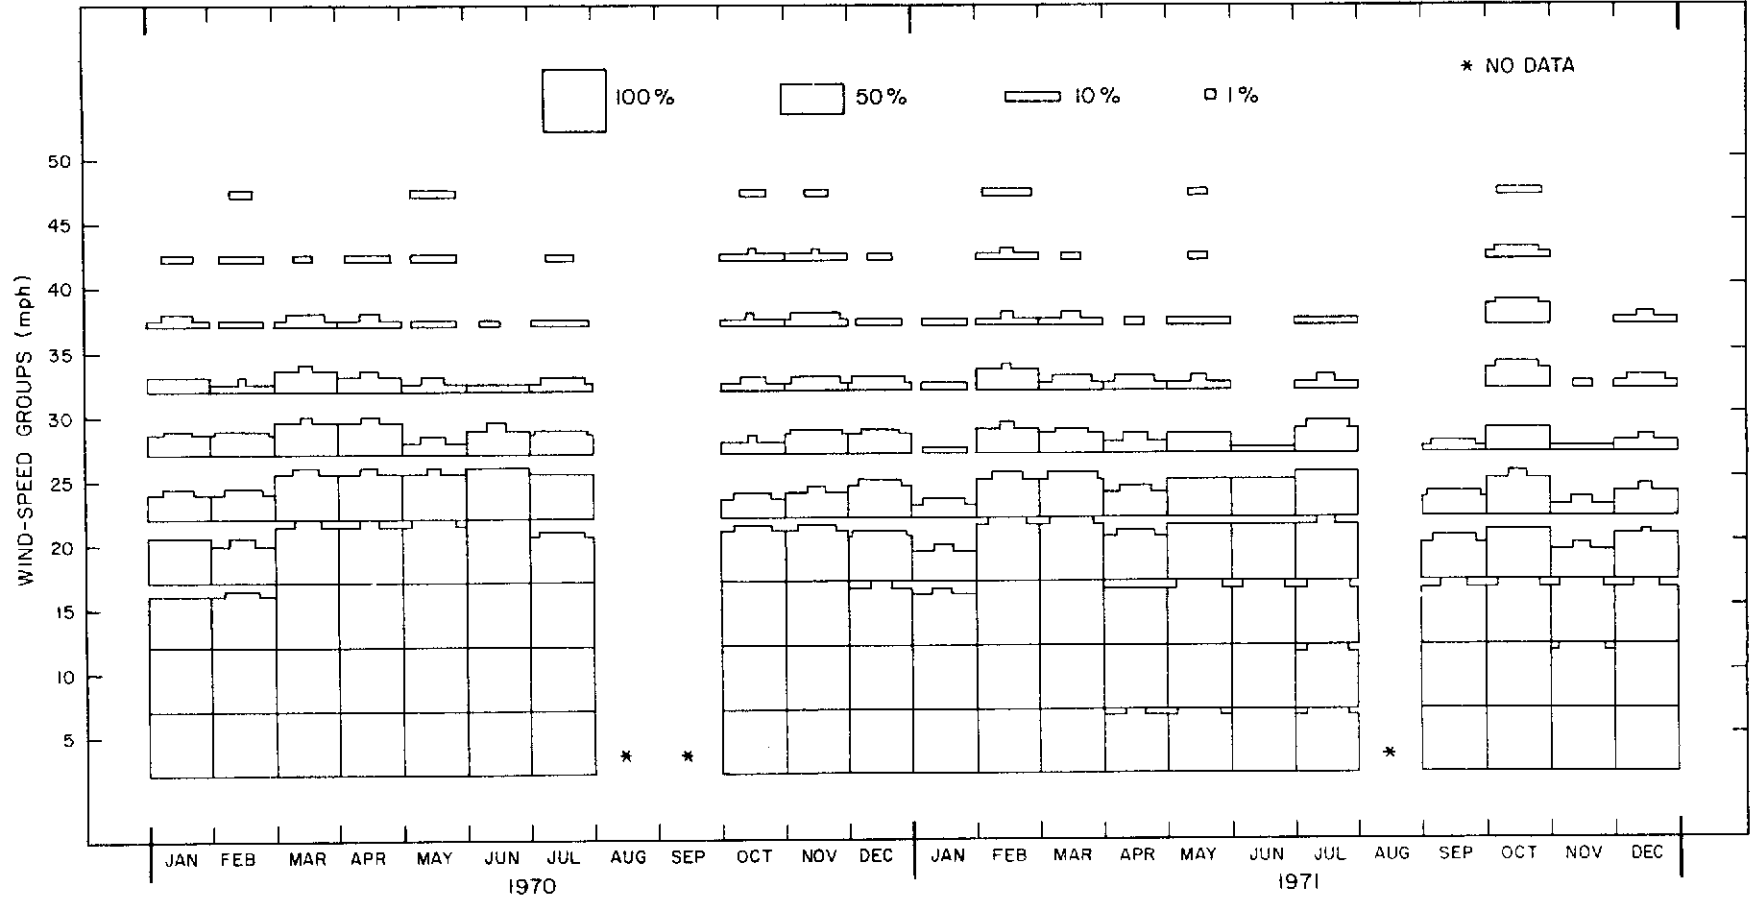 * NO DATA
100% 50% 10% 1%
WIND-SPEED GROUPS (mph)
50
45
40
35
30
25
20
15
10
5
* * *
JAN FEB MAR APR MAY JUN JUL AUG SEP OCT NOV DEC JAN FEB MAR APR MAY JUN JUL AUG SEP OCT NOV DEC
1970 1971